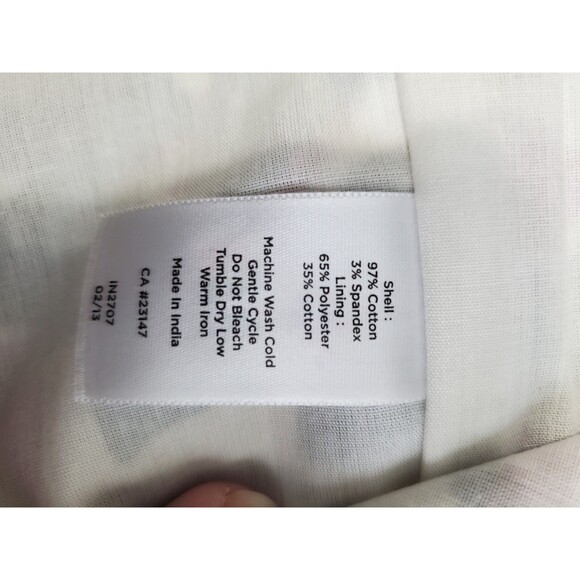 Shell :
97% Cotton
3% Spandex
Lining :
65% Polyester
35% Cotton
Machine Wash Cold
Gentle Cycle
Do Not Bleach
Tumble Dry Low
Warm Iron
Made In India
CA #23147
IN2707
02/13